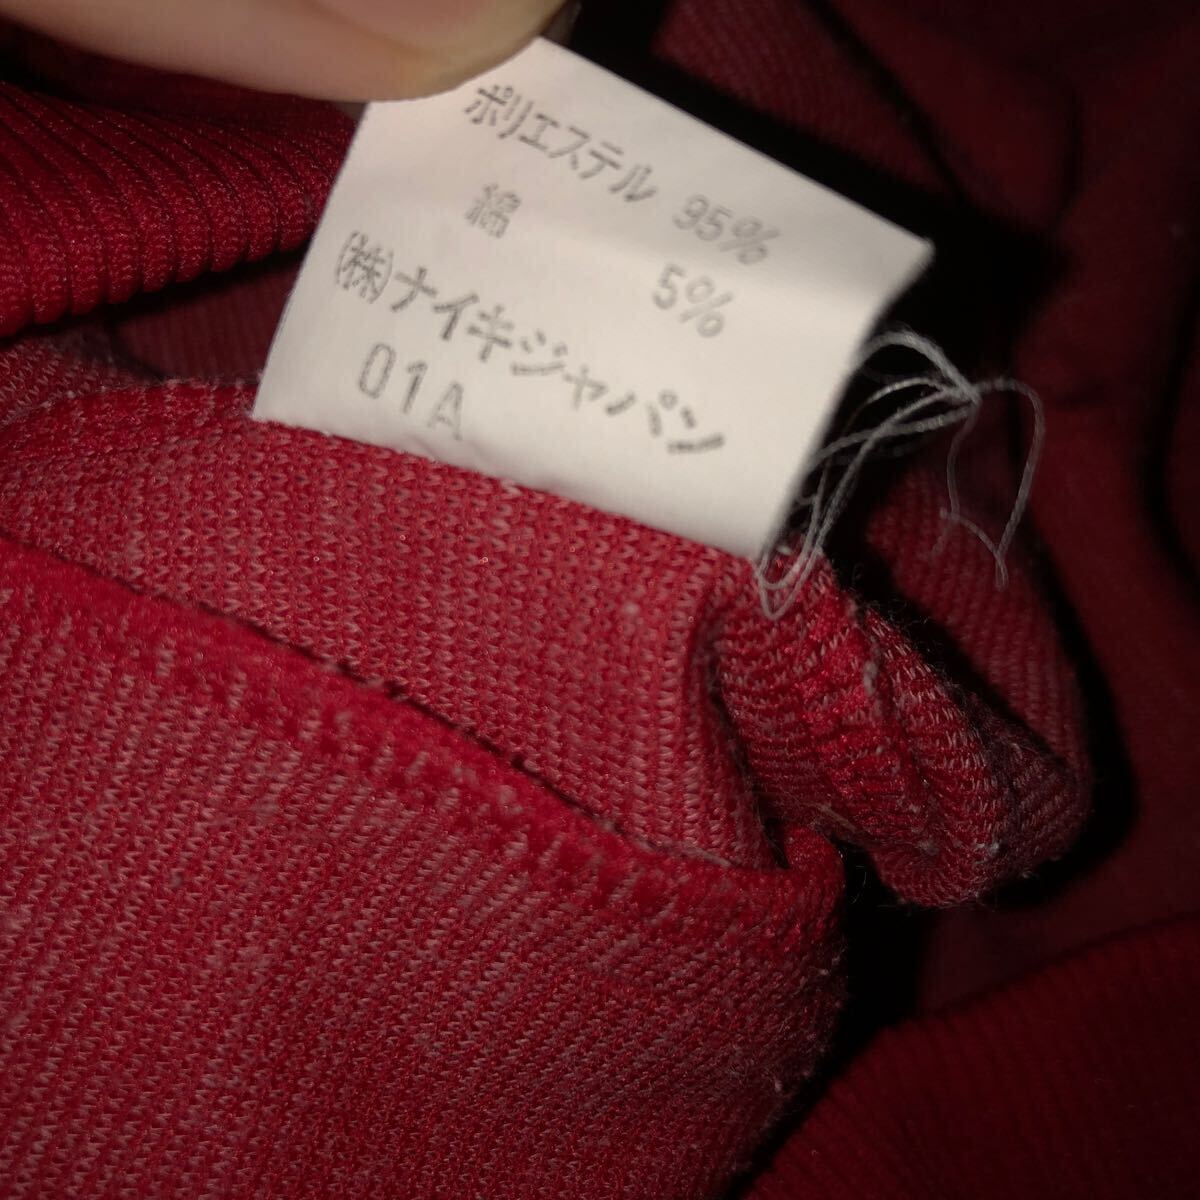 ポリエステル 95%
綿 5%
(株)ナイキジャパン
01A